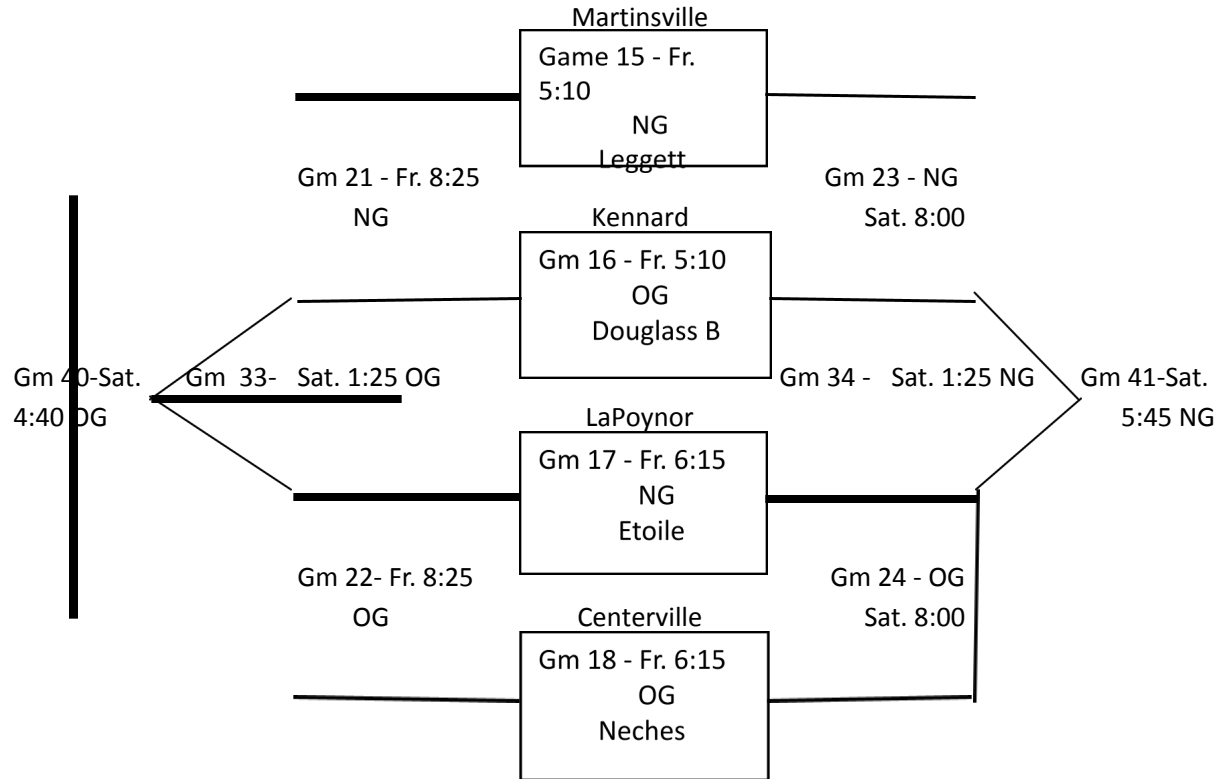 Martinsville
Game 15 - Fr.
5:10
NG
Leggett
Gm 21 - Fr. 8:25
NG
Gm 23 - NG
Sat. 8:00
Kennard
Gm 16 - Fr. 5:10
OG
Douglass B
Gm 40-Sat.
4:40 OG
Gm 33- Sat. 1:25 OG
Gm 34 - Sat. 1:25 NG
Gm 41-Sat.
5:45 NG
LaPoynor
Gm 17 - Fr. 6:15
NG
Etoile
Gm 22- Fr. 8:25
OG
Gm 24 - OG
Sat. 8:00
Centerville
Gm 18 - Fr. 6:15
OG
Neches